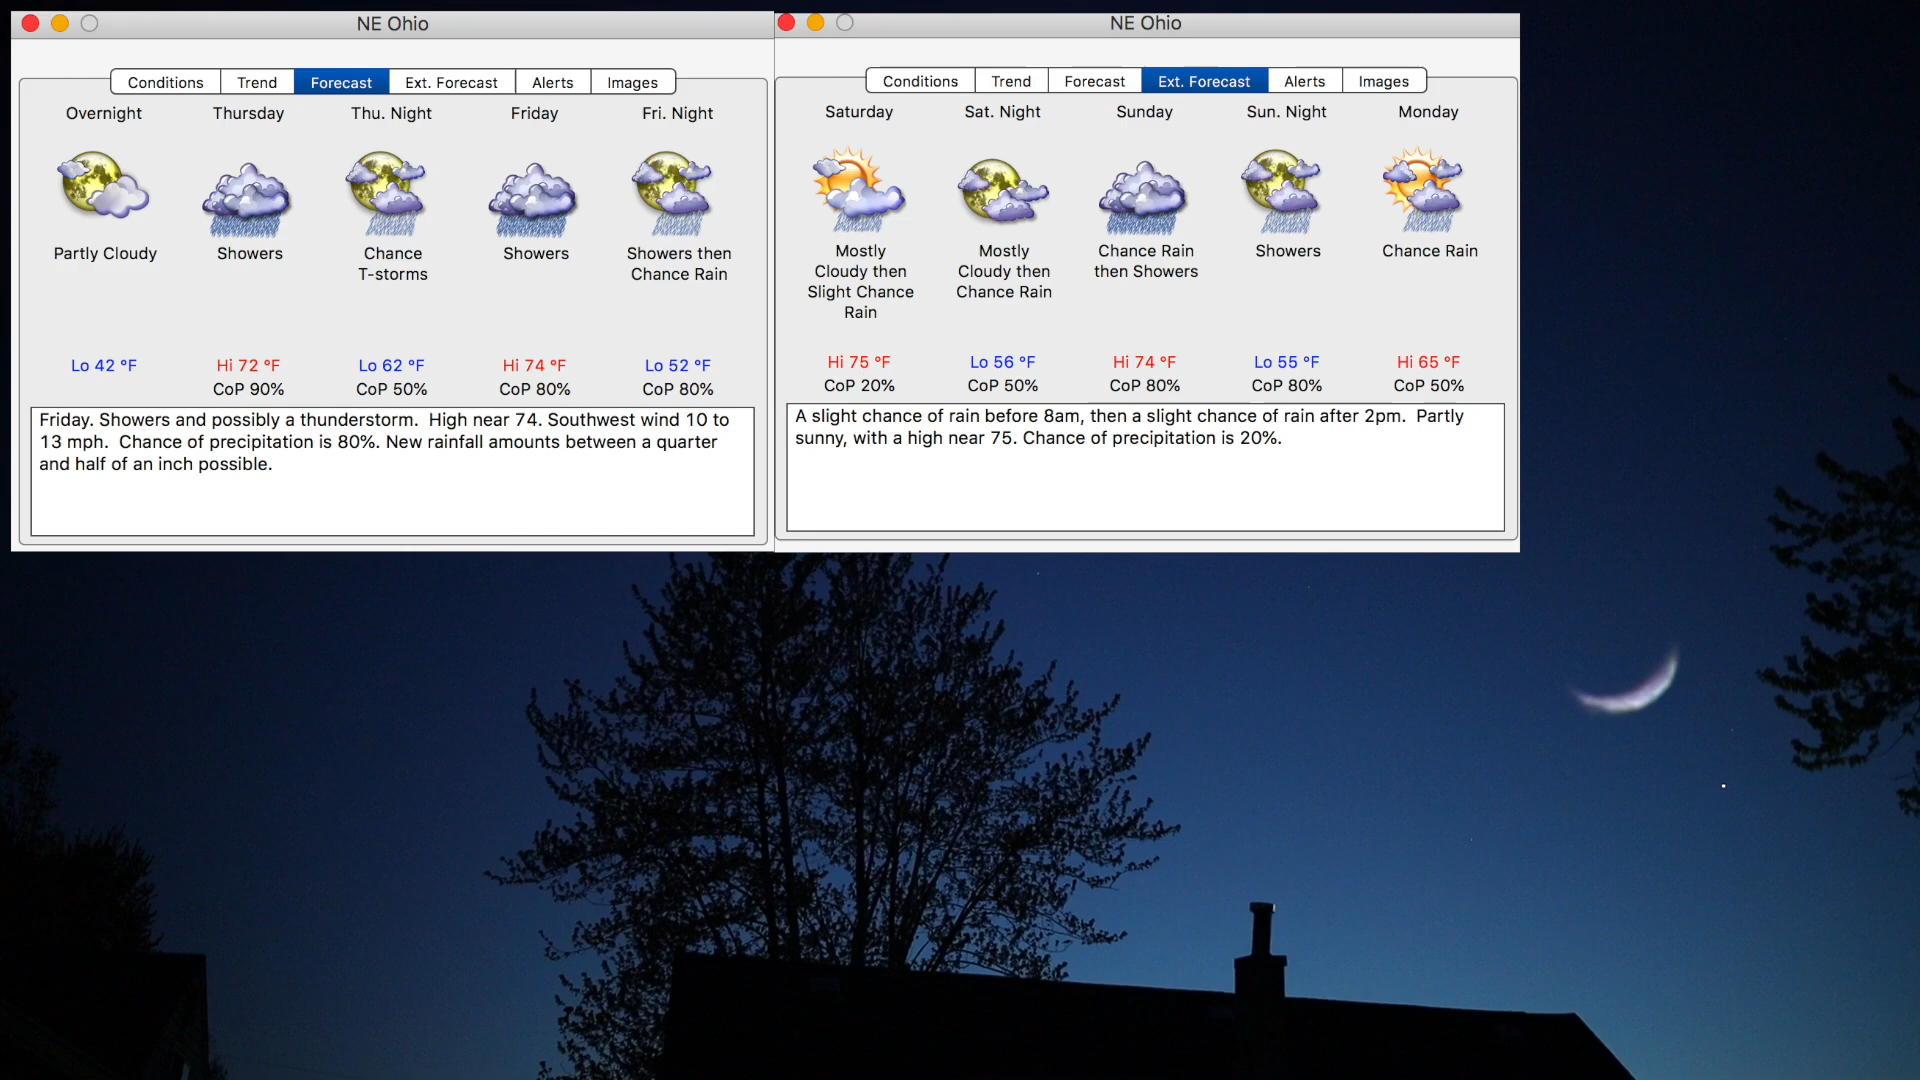 NE Ohio
Conditions Trend Forecast Ext. Forecast Alerts Images
Overnight Thursday Thu. Night Friday Fri. Night
Partly Cloudy Showers Chance Showers Showers then
T-storms Chance Rain
Lo 42 °F Hi 72 °F Lo 62 °F Hi 74 °F Lo 52 °F
CoP 90% CoP 50% CoP 80% CoP 80%
Friday. Showers and possibly a thunderstorm.  High near 74. Southwest wind 10 to
13 mph.  Chance of precipitation is 80%. New rainfall amounts between a quarter
and half of an inch possible.
NE Ohio
Conditions Trend Forecast Ext. Forecast Alerts Images
Saturday Sat. Night Sunday Sun. Night Monday
Mostly Mostly Chance Rain Showers Chance Rain
Cloudy then Cloudy then then Showers
Slight Chance Chance Rain
Rain
Hi 75 °F Lo 56 °F Hi 74 °F Lo 55 °F Hi 65 °F
CoP 20% CoP 50% CoP 80% CoP 80% CoP 50%
A slight chance of rain before 8am, then a slight chance of rain after 2pm.  Partly
sunny, with a high near 75. Chance of precipitation is 20%.